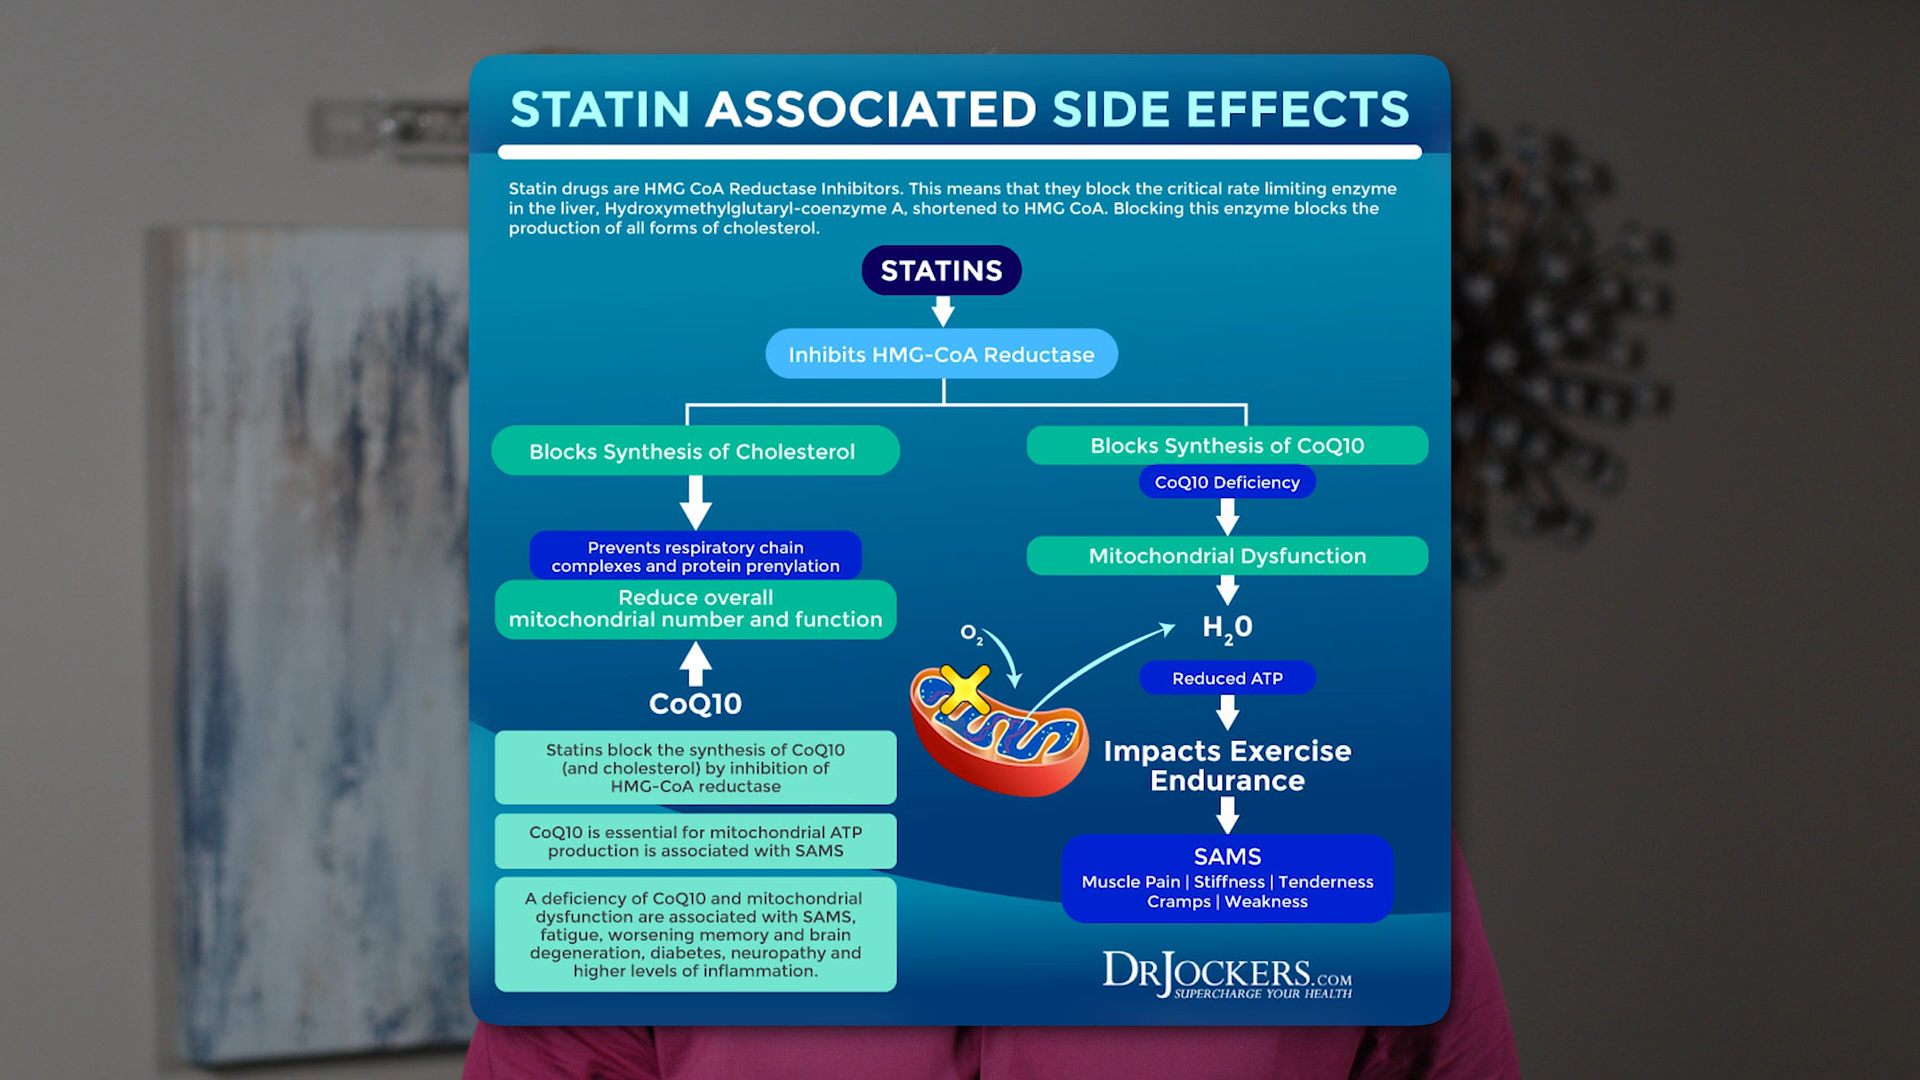 STATIN ASSOCIATED SIDE EFFECTS
Statin drugs are HMG CoA Reductase Inhibitors. This means that they block the critical rate limiting enzyme
in the liver, Hydroxymethylglutaryl-coenzyme A, shortened to HMG CoA. Blocking this enzyme blocks the
production of all forms of cholesterol.
STATINS
Inhibits HMG-CoA Reductase
Blocks Synthesis of Cholesterol
Prevents respiratory chain
complexes and protein prenylation
Reduce overall
mitochondrial number and function
CoQ10
Statins block the synthesis of CoQ10
(and cholesterol) by inhibition of
HMG-CoA reductase
CoQ10 is essential for mitochondrial ATP
production is associated with SAMS
A deficiency of CoQ10 and mitochondrial
dysfunction are associated with SAMS,
fatigue, worsening memory and brain
degeneration, diabetes, neuropathy and
higher levels of inflammation.
Blocks Synthesis of CoQ10
CoQ10 Deficiency
Mitochondrial Dysfunction
O2
H20
Reduced ATP
Impacts Exercise
Endurance
SAMS
Muscle Pain | Stiffness | Tenderness
Cramps | Weakness
DRJOCKERS.COM
SUPERCHARGE YOUR HEALTH